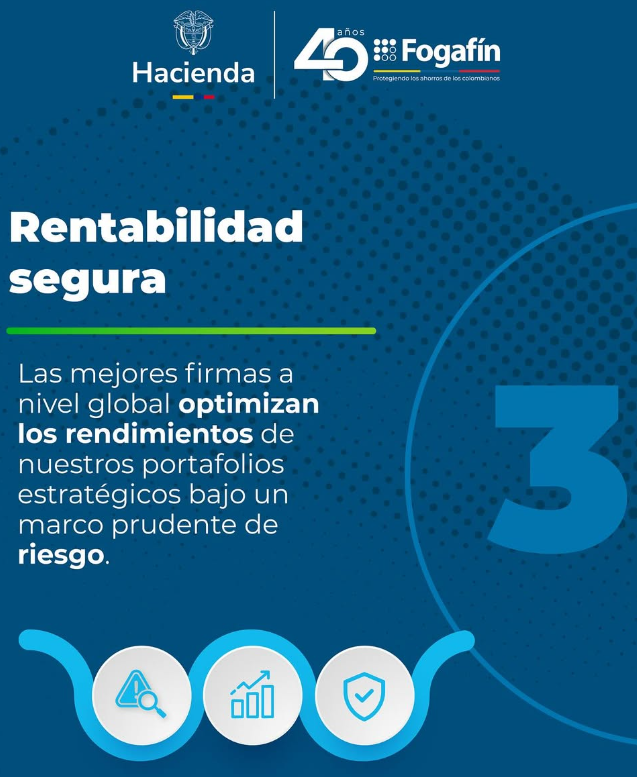 Hacienda
40 años
Fogafín
Protegiendo los ahorros de los colombianos
Rentabilidad
segura
Las mejores firmas a
nivel global optimizan
los rendimientos de
nuestros portafolios
estratégicos bajo un
marco prudente de
riesgo.
3